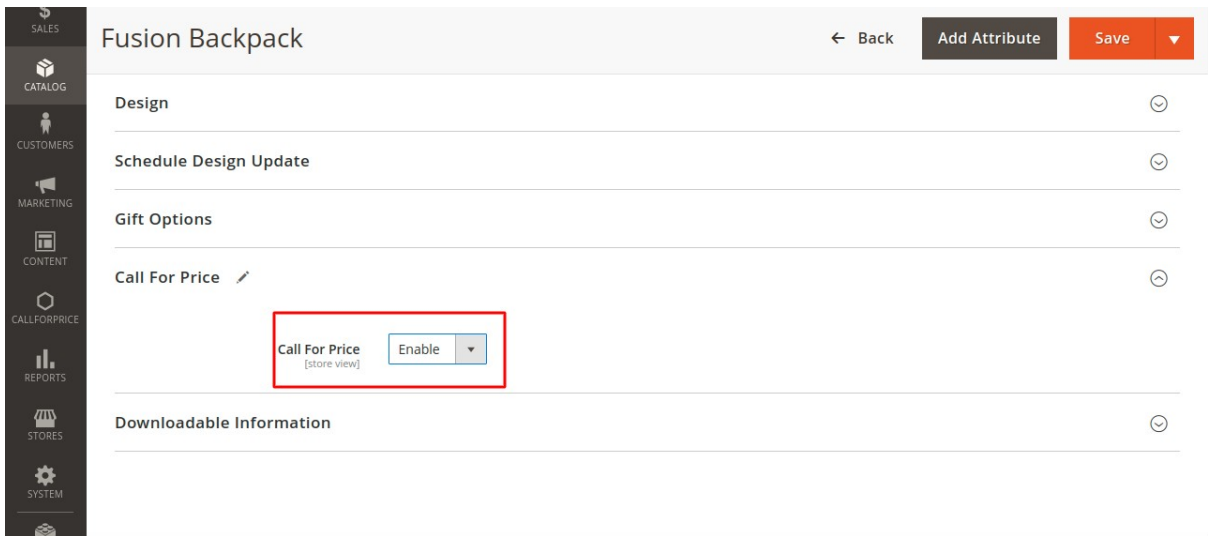 SALES
CATALOG
CUSTOMERS
MARKETING
CONTENT
CALLFORPRICE
REPORTS
STORES
SYSTEM
Fusion Backpack
Back
Add Attribute
Save
Design
Schedule Design Update
Gift Options
Call For Price
Call For Price
[store view]
Enable
Downloadable Information